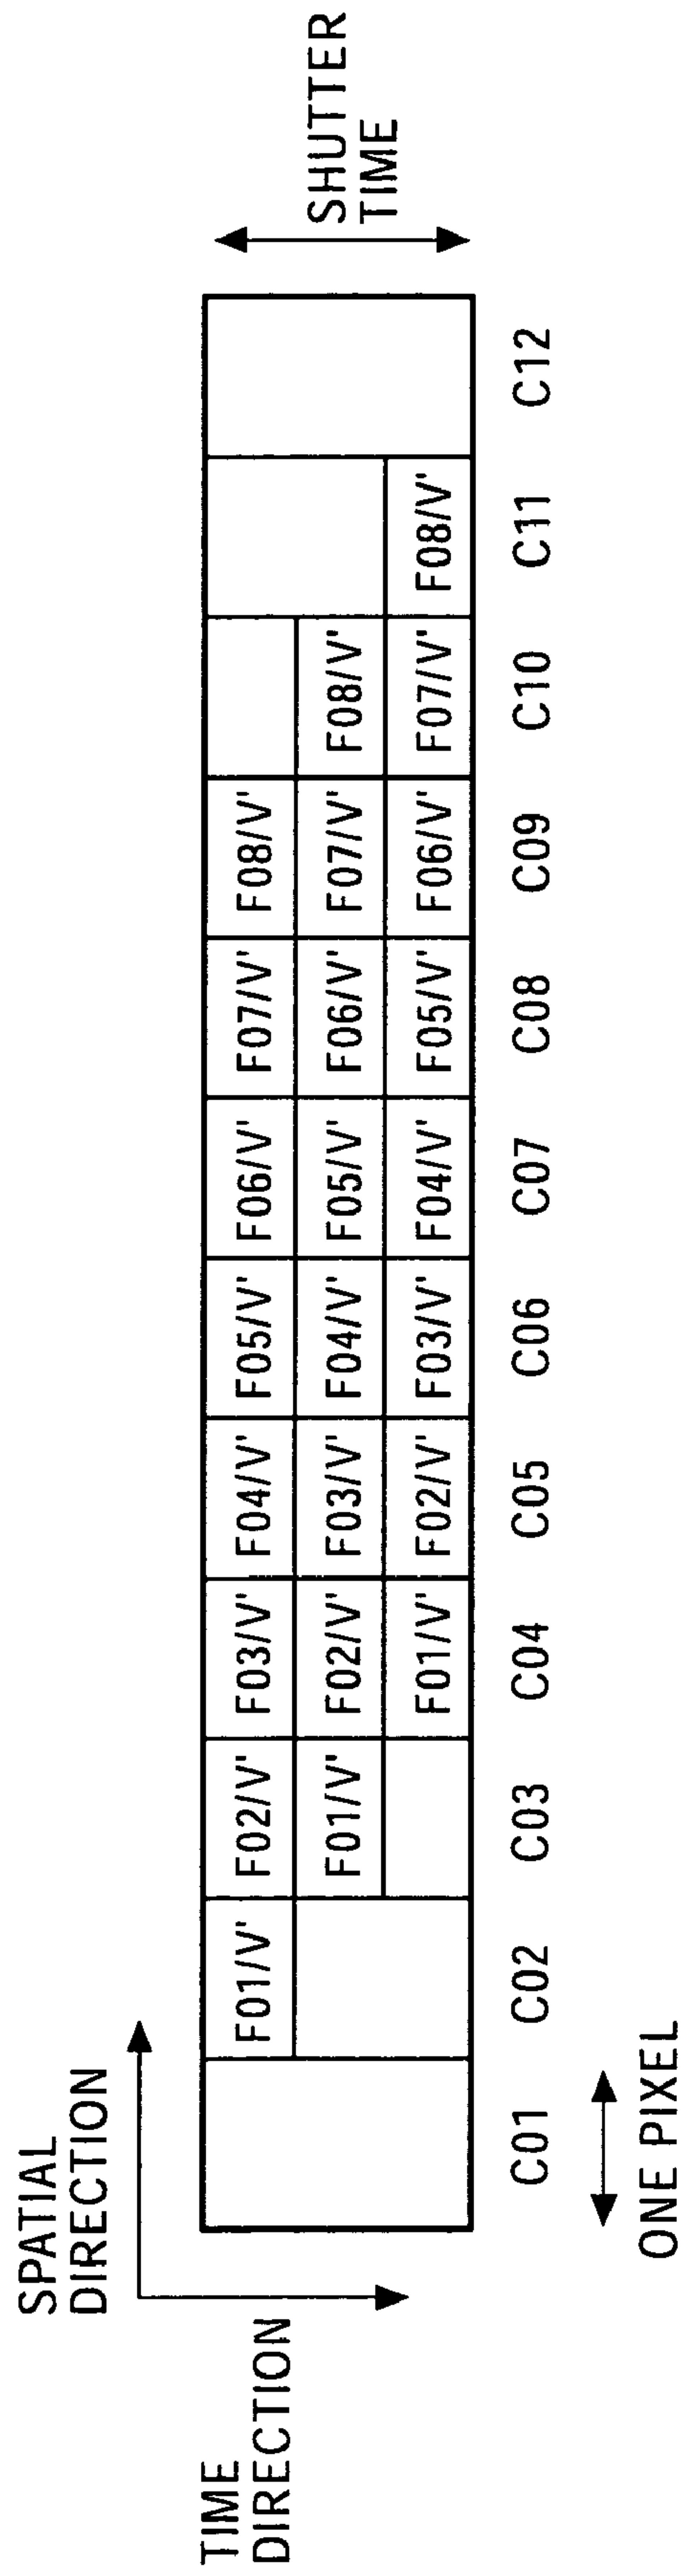 SPATIAL
DIRECTION
TIME
DIRECTION
SHUTTER
TIME
F01/V' F02/V' F03/V' F04/V' F05/V' F06/V' F07/V' F08/V'
F01/V' F02/V' F03/V' F04/V' F05/V' F06/V' F07/V' F08/V'
F01/V' F02/V' F03/V' F04/V' F05/V' F06/V' F07/V' F08/V'
C01 C02 C03 C04 C05 C06 C07 C08 C09 C10 C11 C12
ONE PIXEL